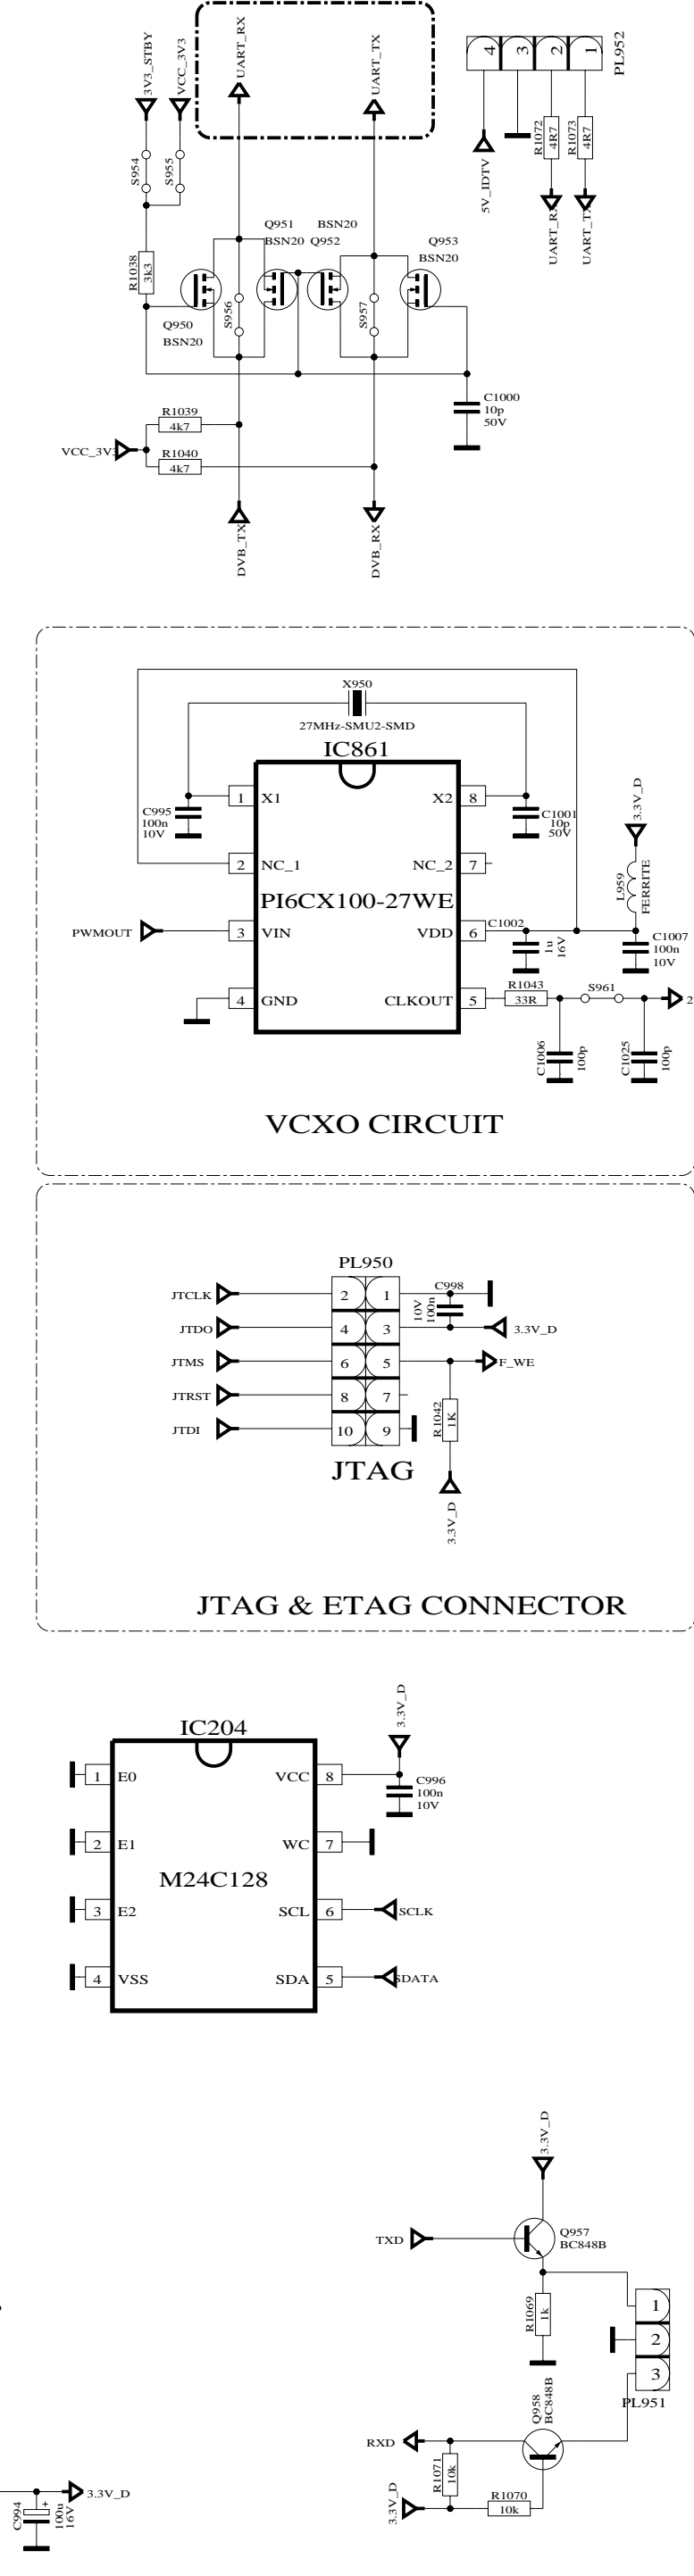 3V3_STBY
VCC_3V3
UART_RX
UART_TX
4
3
2
1
PL952
S954
S955
R1072
4R7
R1073
4R7
5V_IDTV
UART_RX
UART_TX
R1038
3k3
Q951
BSN20
BSN20
Q952
Q953
BSN20
S956
S957
Q950
BSN20
C1000
10p
50V
R1039
4k7
VCC_3V3
R1040
4k7
DVB_TX
DVB_RX
X950
27MHz-SMU2-SMD
IC861
C995
100n
10V
1
X1
X2
8
C1001
10p
50V
3.3V_D
L959
FERRITE
2
NC_1
NC_2
7
PI6CX100-27WE
PWMOUT
3
VIN
VDD
6
C1002
1u
16V
C1007
100n
10V
4
GND
CLKOUT
5
R1043
33R
S961
2
C1006
100p
C1025
100p
VCXO CIRCUIT
PL950
JTCLK
2
1
C998
100n
10V
JTDO
4
3
3.3V_D
JTMS
6
5
F_WE
JTRST
8
7
R1042
1K
JTDI
10
9
JTAG
3.3V_D
JTAG & ETAG CONNECTOR
3.3V_D
IC204
1
E0
VCC
8
C996
100n
10V
2
E1
WC
7
M24C128
3
E2
SCL
6
SCLK
4
VSS
SDA
5
SDATA
3.3V_D
TXD
Q957
BC848B
R1069
1k
1
2
3
PL951
Q958
BC848B
RXD
R1071
10k
3.3V_D
R1070
10k
3.3V_D
C994
+
100u
16V